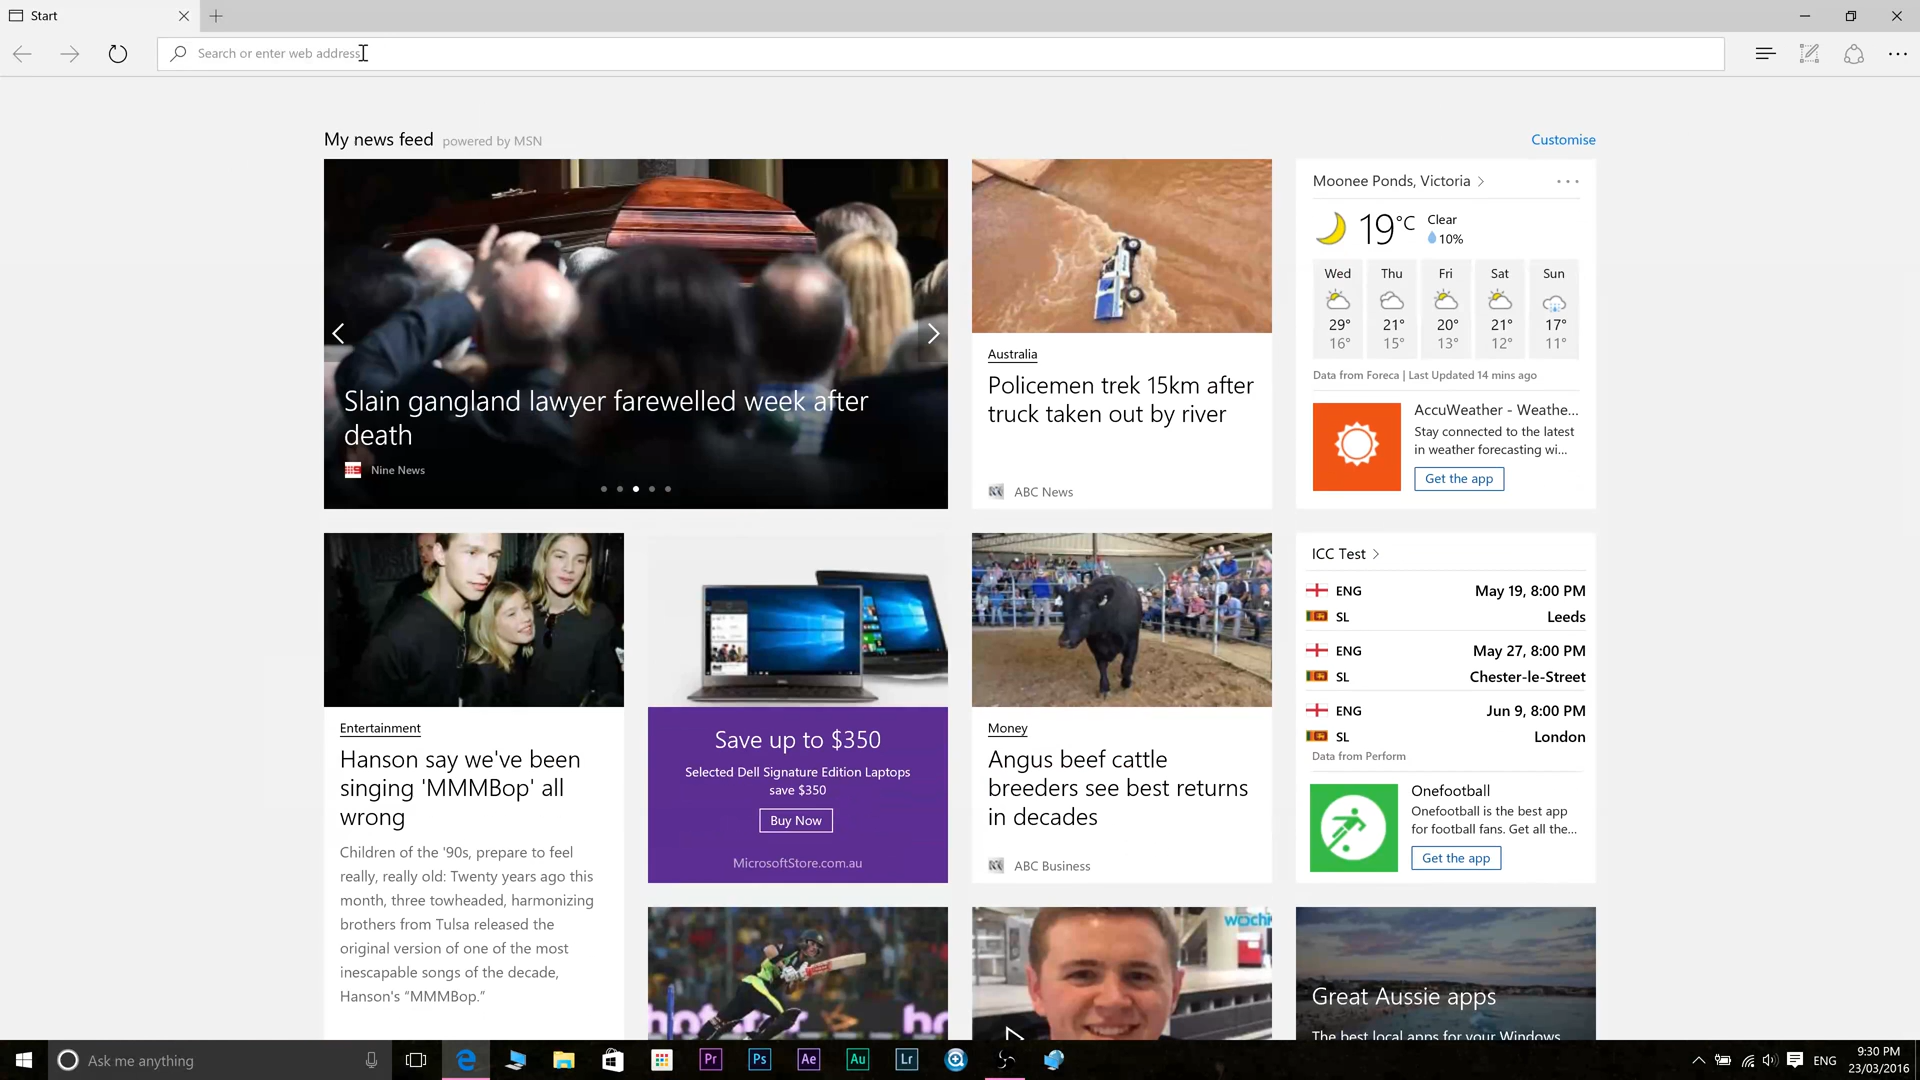 Start
Search or enter web address
My news feed powered by MSN
Customise
Slain gangland lawyer farewelled week after
death
Nine News
Australia
Policemen trek 15km after
truck taken out by river
ABC News
Moonee Ponds, Victoria
19°C
Clear
10%
Wed Thu Fri Sat Sun
29° 21° 20° 21° 17°
16° 15° 13° 12° 11°
Data from Foreca | Last Updated 14 mins ago
AccuWeather - Weathe...
Stay connected to the latest
in weather forecasting wi...
Get the app
Entertainment
Hanson say we've been
singing 'MMMBop' all
wrong
Children of the '90s, prepare to feel
really, really old: Twenty years ago this
month, three towheaded, harmonizing
brothers from Tulsa released the
original version of one of the most
inescapable songs of the decade,
Hanson's “MMMBop.”
Save up to $350
Selected Dell Signature Edition Laptops
save $350
Buy Now
MicrosoftStore.com.au
Money
Angus beef cattle
breeders see best returns
in decades
ABC Business
ICC Test
ENG May 19, 8:00 PM
SL Leeds
ENG May 27, 8:00 PM
SL Chester-le-Street
ENG Jun 9, 8:00 PM
SL London
Data from Perform
Onefootball
Onefootball is the best app
for football fans. Get all the...
Get the app
Great Aussie apps
The best local apps for your Windows
Ask me anything
Pr
Ps
Ae
Au
Lr
ENG
9:30 PM
23/03/2016